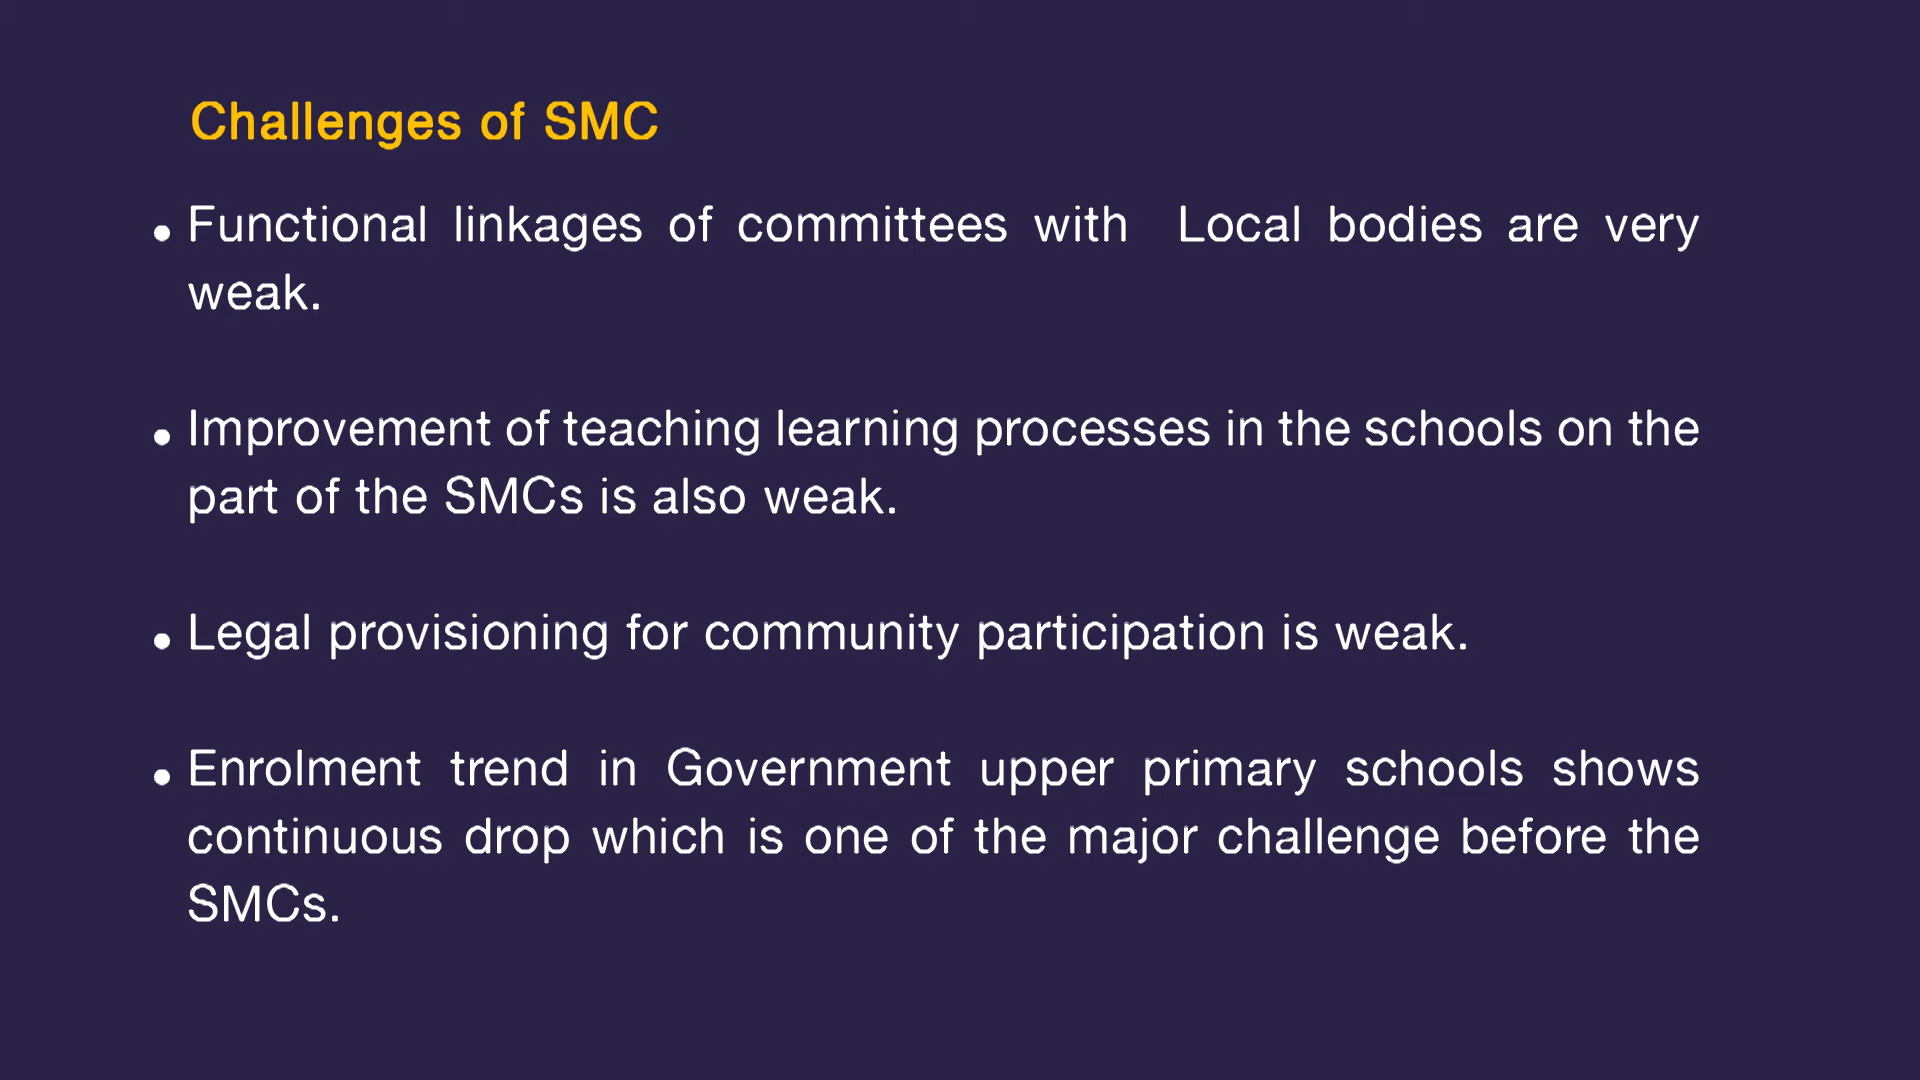 Challenges of SMC
• Functional linkages of committees with Local bodies are very
weak.
• Improvement of teaching learning processes in the schools on the
part of the SMCs is also weak.
• Legal provisioning for community participation is weak.
• Enrolment trend in Government upper primary schools shows
continuous drop which is one of the major challenge before the
SMCs.